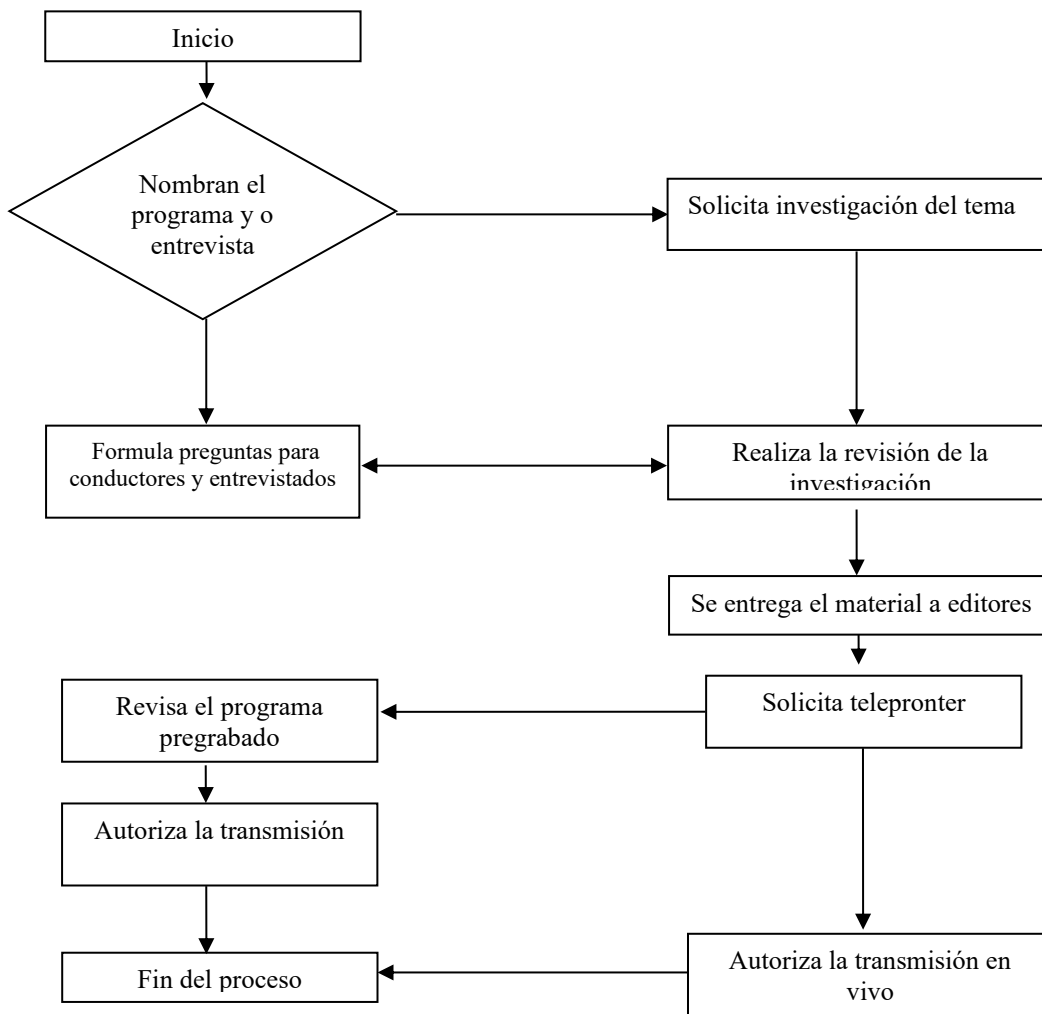 Inicio
Nombran el
programa y o
entrevista
Solicita investigación del tema
Formula preguntas para
conductores y entrevistados
Realiza la revisión de la
investigación
Se entrega el material a editores
Solicita telepronter
Revisa el programa
pregrabado
Autoriza la transmisión
Autoriza la transmisión en
vivo
Fin del proceso